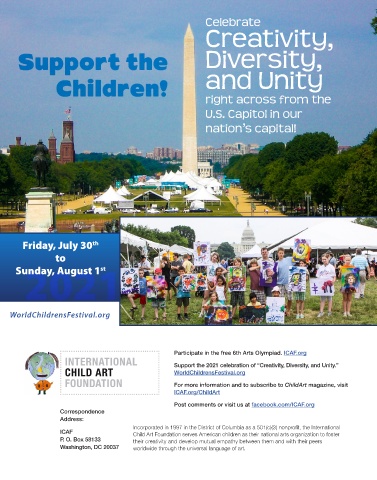 Support the
Children!
Celebrate
Creativity,
Diversity,
and Unity
right across from the
U.S. Capitol in our
nation's capital!
Friday, July 30th
to
Sunday, August 1st
2021
WorldChildrensFestival.org
INTERNATIONAL
CHILD ART
FOUNDATION
Correspondence
Address:
ICAF
P. O. Box 58133
Washington, DC 20037
Participate in the free 6th Arts Olympiad. ICAF.org
Support the 2021 celebration of "Creativity, Diversity, and Unity."
WorldChildrensFestival.org
For more information and to subscribe to ChildArt magazine, visit
ICAF.org/ChildArt
Post comments or visit us at facebook.com/ICAF.org
Incorporated in 1997 in the District of Columbia as a 501(c)(3) nonprofit, the International
Child Art Foundation serves American children as their national arts organization to foster
their creativity and develop mutual empathy between them and with their peers
worldwide through the universal language of art.